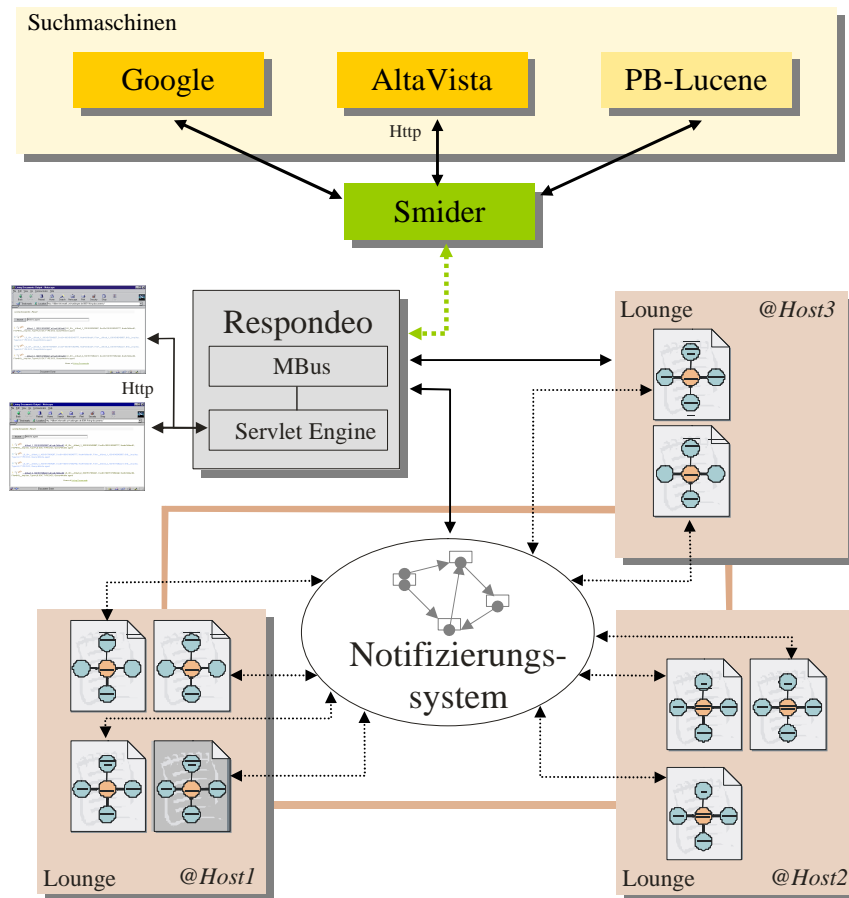 Suchmaschinen
Google
AltaVista
PB-Lucene
Http
Smider
Respondeo
MBus
Servlet Engine
Http
Lounge @Host3
Notifizierungs-
system
Lounge @Host1
Lounge @Host2